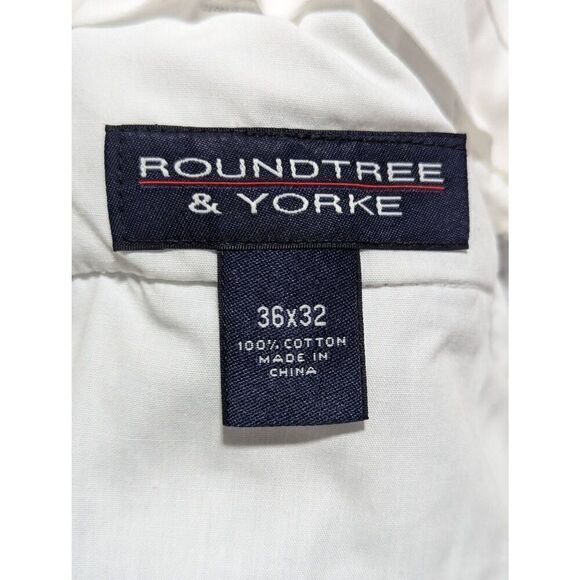 ROUNDTREE
& YORKE
36x32
100% COTTON
MADE IN
CHINA